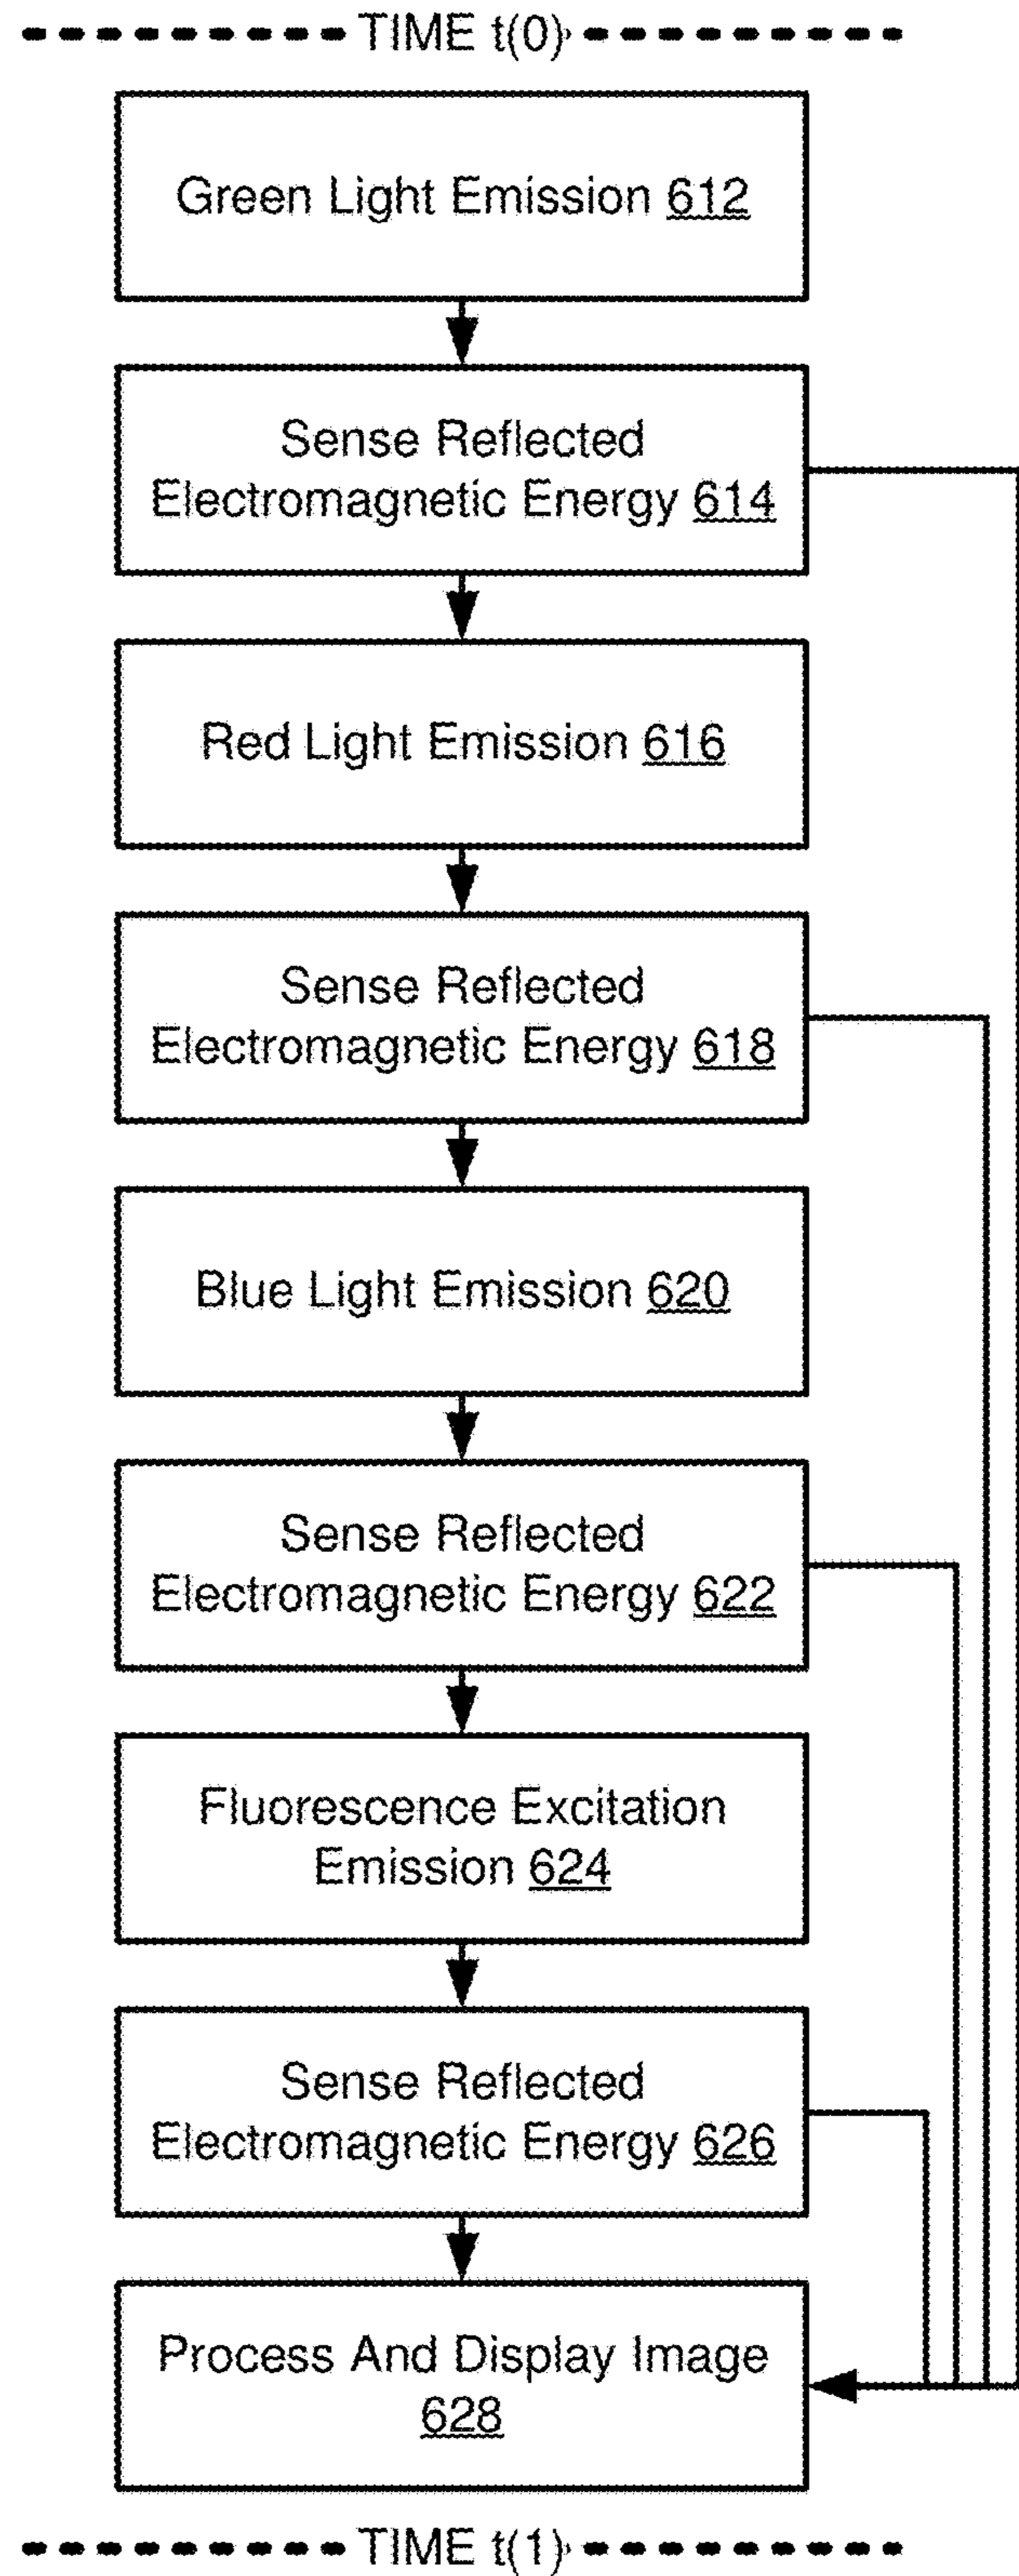 TIME t(0)
Green Light Emission 612
Sense Reflected
Electromagnetic Energy 614
Red Light Emission 616
Sense Reflected
Electromagnetic Energy 618
Blue Light Emission 620
Sense Reflected
Electromagnetic Energy 622
Fluorescence Excitation
Emission 624
Sense Reflected
Electromagnetic Energy 626
Process And Display Image
628
TIME t(1)